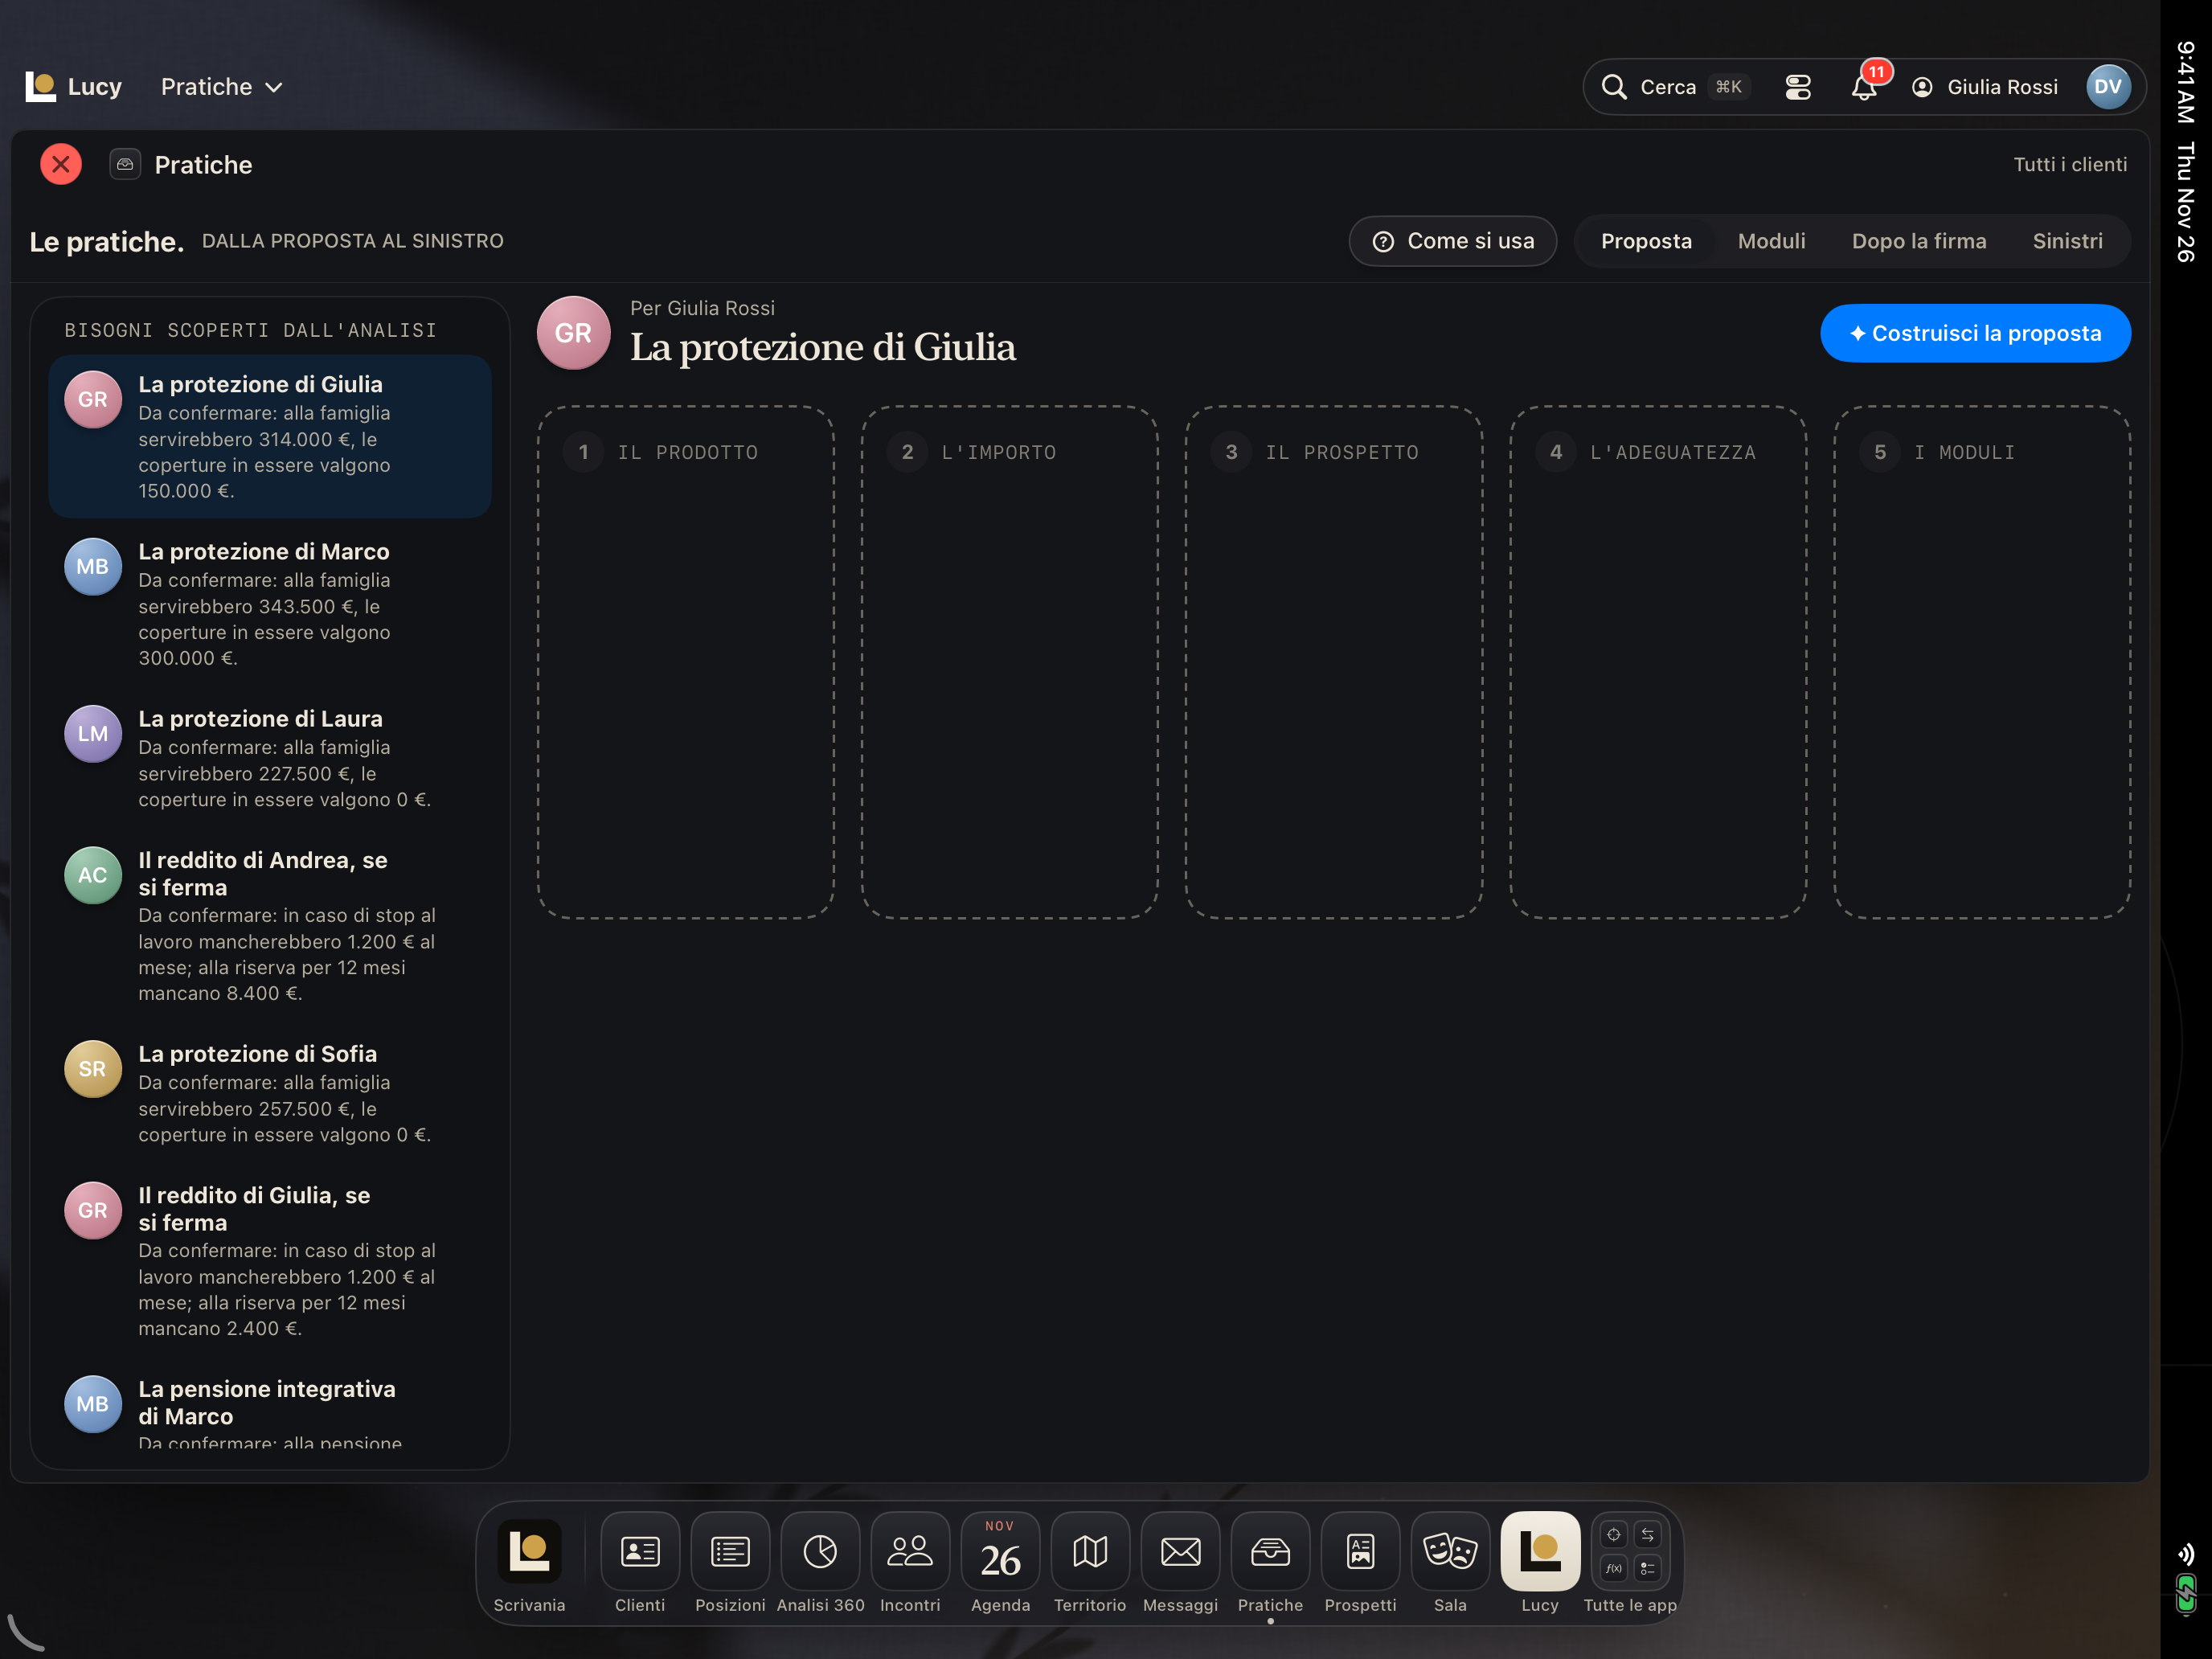 Lucy
Pratiche
Cerca ⌘K
11
Giulia Rossi
DV
9:41 AM Thu Nov 26
Pratiche
Tutti i clienti
Le pratiche. DALLA PROPOSTA AL SINISTRO
Come si usa
Proposta
Moduli
Dopo la firma
Sinistri
BISOGNI SCOPERTI DALL'ANALISI
GR
La protezione di Giulia
Da confermare: alla famiglia
servirebbero 314.000 €, le
coperture in essere valgono
150.000 €.
MB
La protezione di Marco
Da confermare: alla famiglia
servirebbero 343.500 €, le
coperture in essere valgono
300.000 €.
LM
La protezione di Laura
Da confermare: alla famiglia
servirebbero 227.500 €, le
coperture in essere valgono 0 €.
AC
Il reddito di Andrea, se
si ferma
Da confermare: in caso di stop al
lavoro mancherebbero 1.200 € al
mese; alla riserva per 12 mesi
mancano 8.400 €.
SR
La protezione di Sofia
Da confermare: alla famiglia
servirebbero 257.500 €, le
coperture in essere valgono 0 €.
GR
Il reddito di Giulia, se
si ferma
Da confermare: in caso di stop al
lavoro mancherebbero 1.200 € al
mese; alla riserva per 12 mesi
mancano 2.400 €.
MB
La pensione integrativa
di Marco
Da confermare: alla pensione
GR
Per Giulia Rossi
La protezione di Giulia
Costruisci la proposta
1 IL PRODOTTO
2 L'IMPORTO
3 IL PROSPETTO
4 L'ADEGUATEZZA
5 I MODULI
NOV
26
A
f(x)
Scrivania
Clienti
Posizioni
Analisi 360
Incontri
Agenda
Territorio
Messaggi
Pratiche
Prospetti
Sala
Lucy
Tutte le app